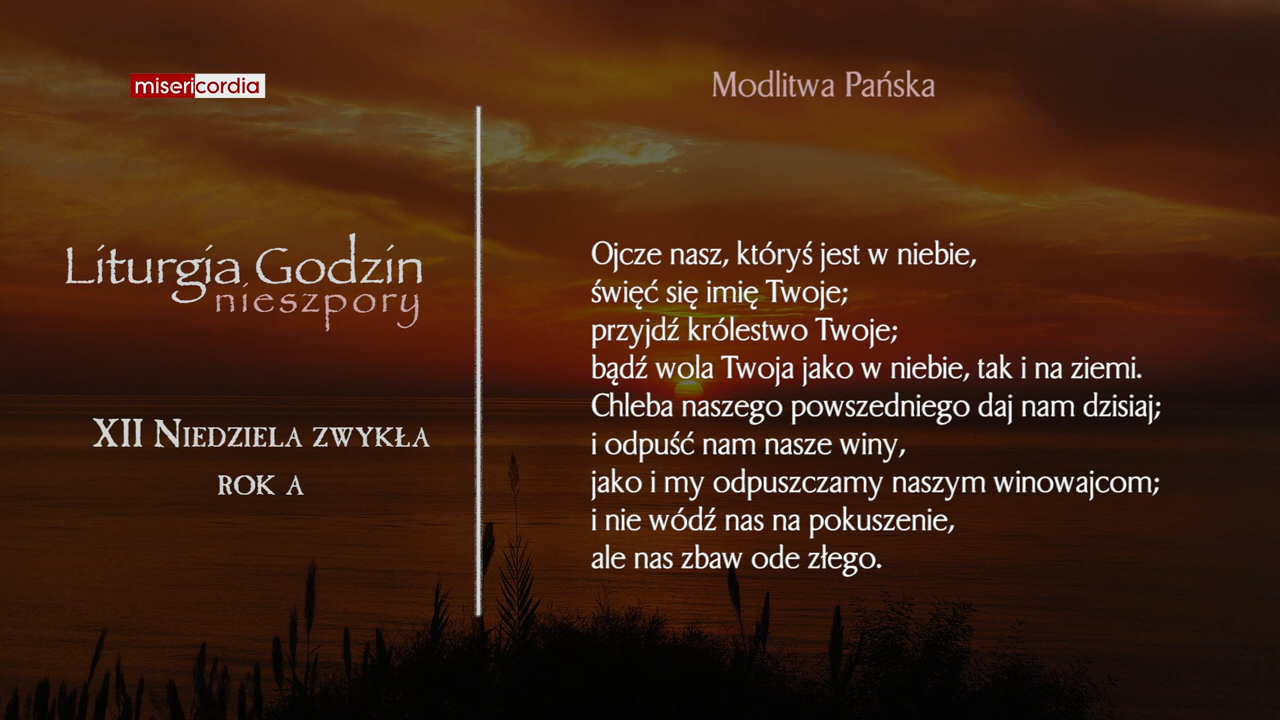 misericordia
Liturgia Godzin
nieszpory
XII Niedziela zwykła
rok A
Modlitwa Pańska
Ojcze nasz, któryś jest w niebie,
święć się imię Twoje;
przyjdź królestwo Twoje;
bądź wola Twoja jako w niebie, tak i na ziemi.
Chleba naszego powszedniego daj nam dzisiaj;
i odpuść nam nasze winy,
jako i my odpuszczamy naszym winowajcom;
i nie wódź nas na pokuszenie,
ale nas zbaw ode złego.